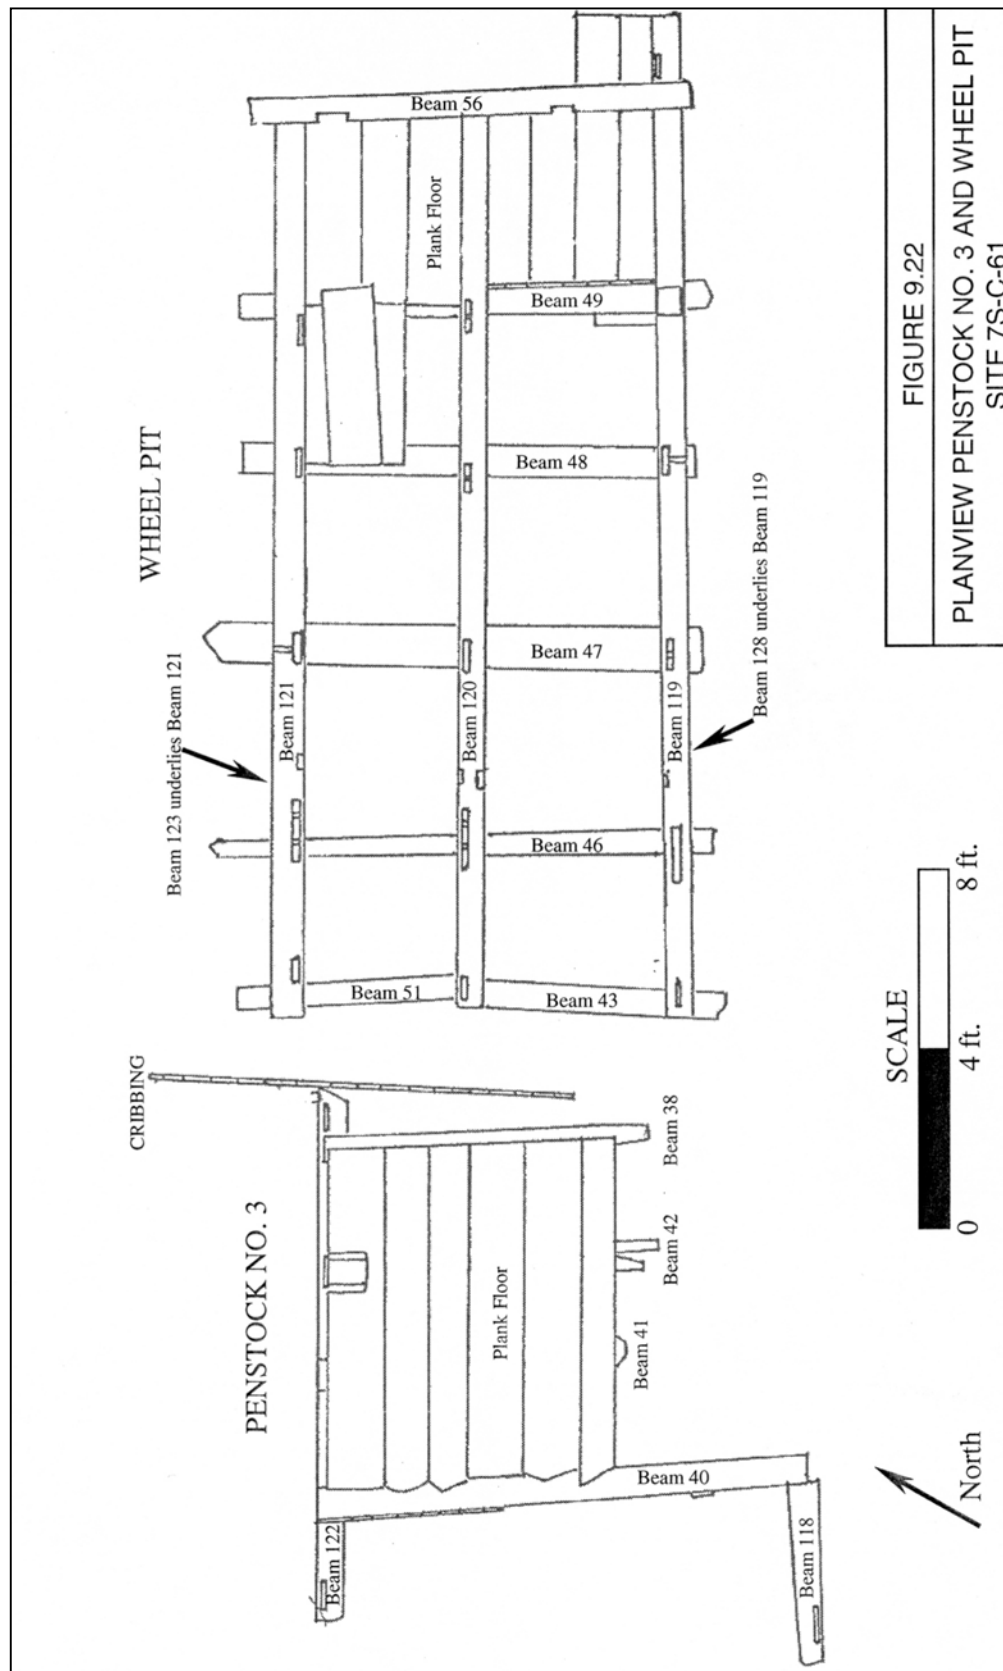 Beam 56
Plank Floor
Beam 49
Beam 48
WHEEL PIT
Beam 47
Beam 123 underlies Beam 121
Beam 121
Beam 120
Beam 119
Beam 128 underlies Beam 119
Beam 46
Beam 51
Beam 43
CRIBBING
PENSTOCK NO. 3
Beam 38
Beam 42
Plank Floor
Beam 41
Beam 40
Beam 122
Beam 118
SCALE
0
4 ft.
8 ft.
North
FIGURE 9.22
PLANVIEW PENSTOCK NO. 3 AND WHEEL PIT
SITE 7S-C-61